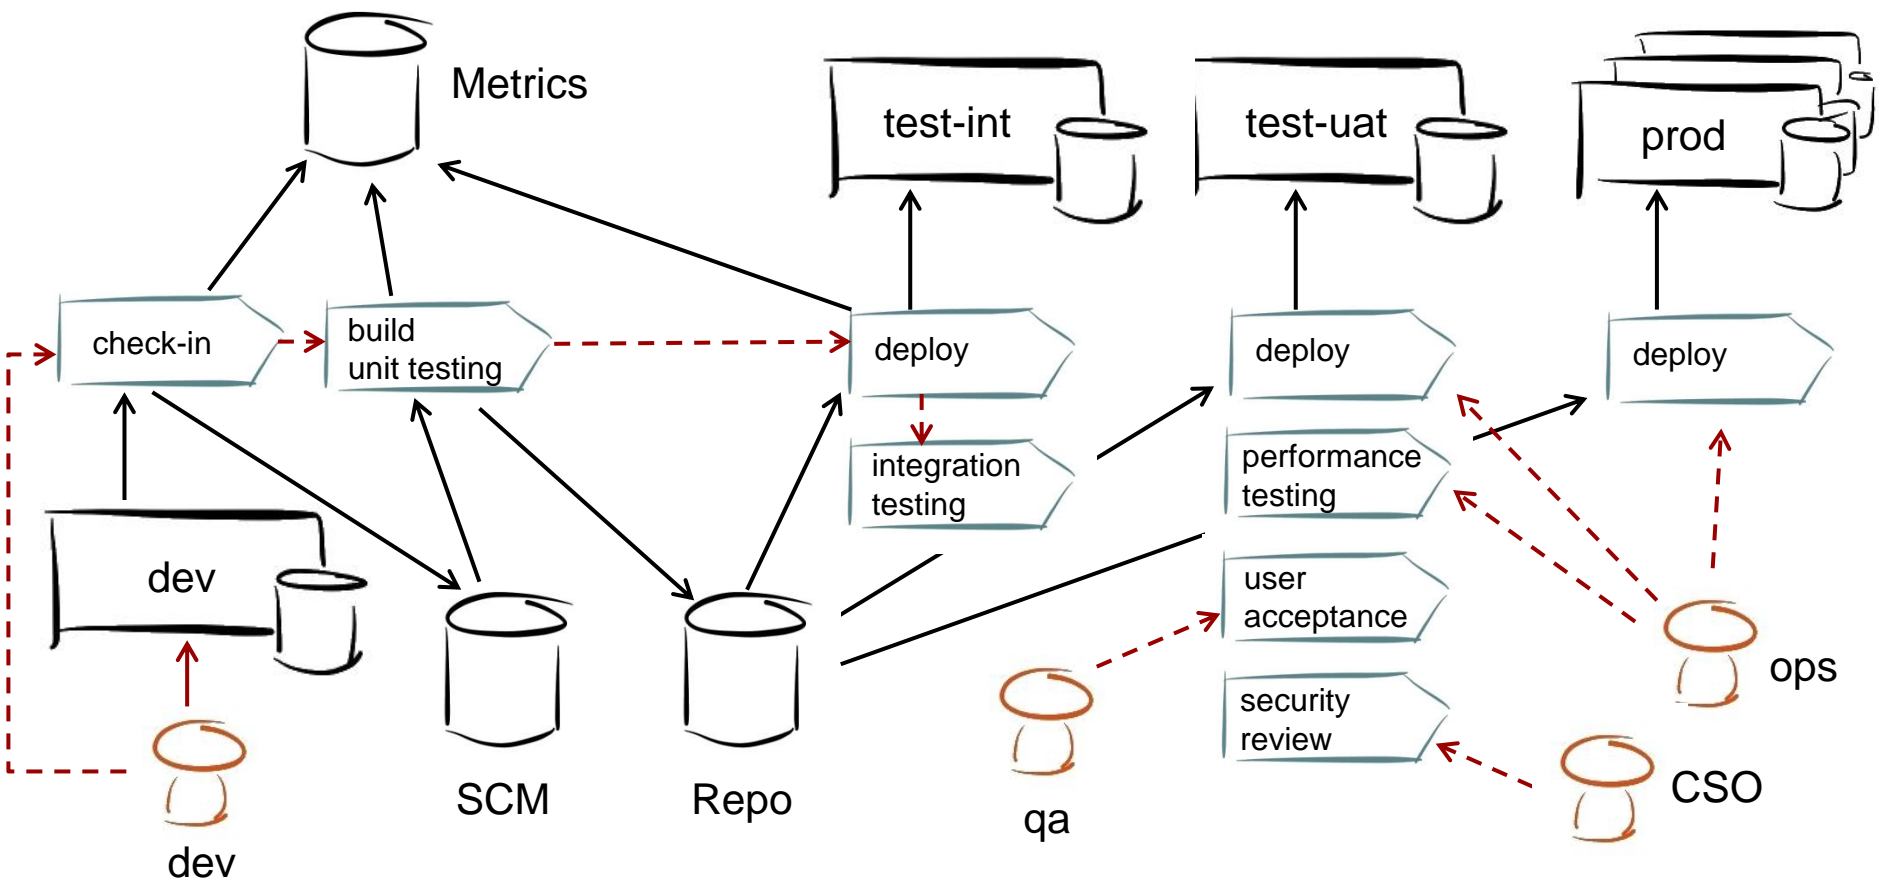 Metrics
test-int
test-uat
prod
check-in
build
unit testing
deploy
deploy
deploy
integration
testing
performance
testing
dev
user
acceptance
security
review
ops
SCM
Repo
qa
CSO
dev